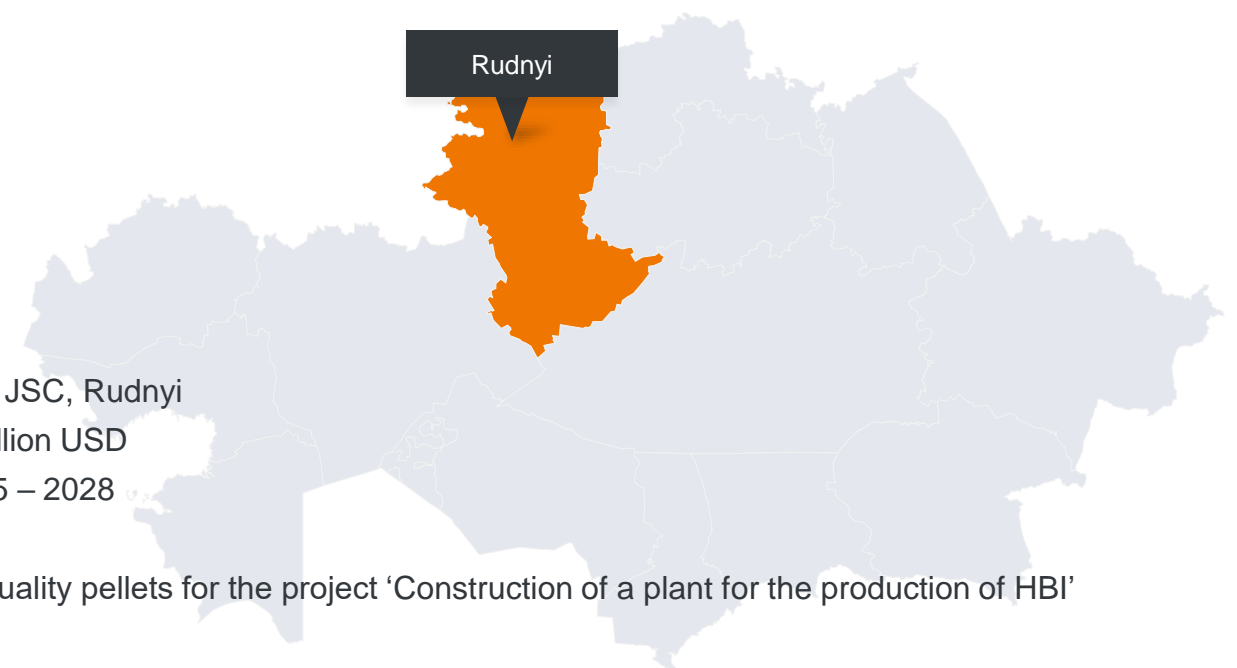 Rudnyi
JSC, Rudnyi
llion USD
5 – 2028
uality pellets for the project ‘Construction of a plant for the production of HBI’